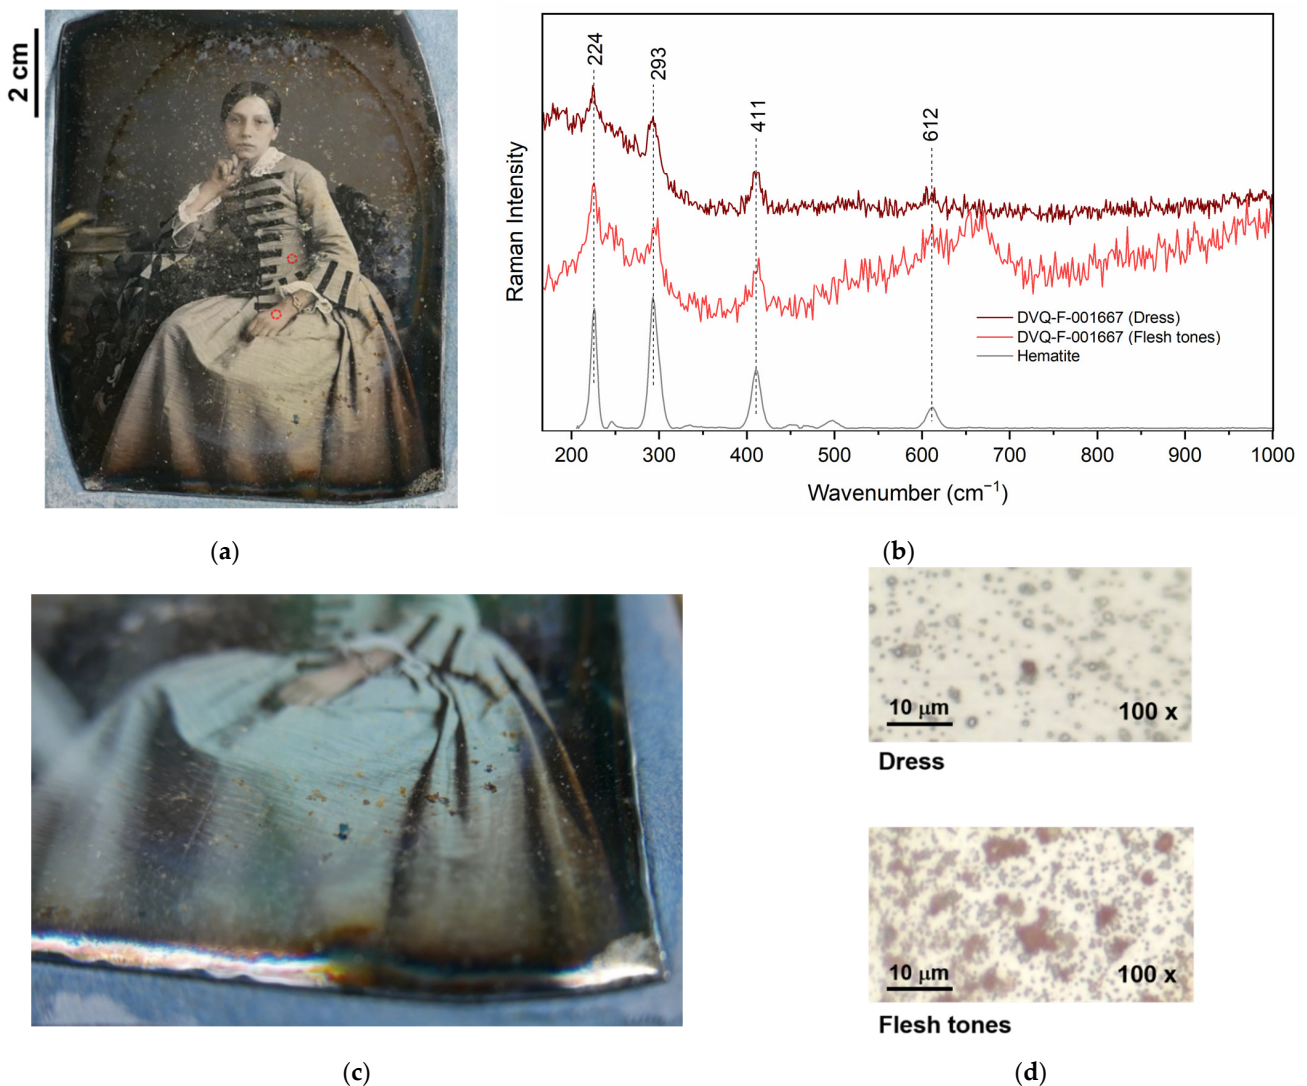 2 cm
(a)
Raman Intensity
224
293
411
612
DVQ-F-001667 (Dress)
DVQ-F-001667 (Flesh tones)
Hematite
200 300 400 500 600 700 800 900 1000
Wavenumber (cm⁻¹)
(b)
(c)
10 μm 100 x
Dress
10 μm 100 x
Flesh tones
(d)